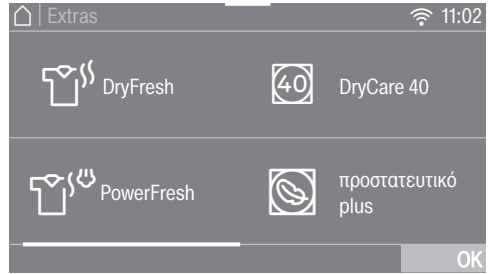 Extras 11:02
DryFresh
40 DryCare 40
PowerFresh
προστατευτικό
plus
OK